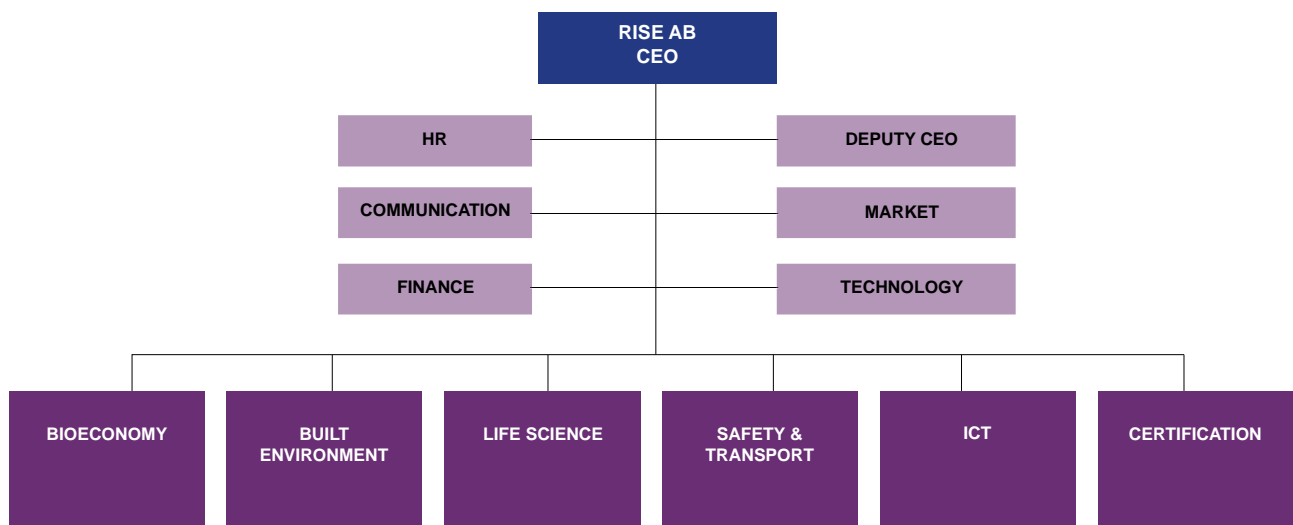 RISE AB
CEO
HR
DEPUTY CEO
COMMUNICATION
MARKET
FINANCE
TECHNOLOGY
BIOECONOMY
BUILT
ENVIRONMENT
LIFE SCIENCE
SAFETY &
TRANSPORT
ICT
CERTIFICATION